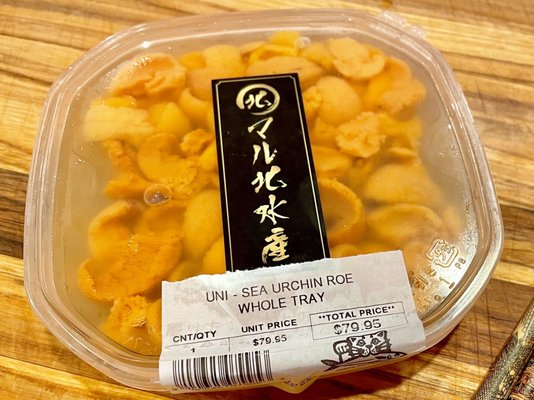 北
マル北水産
UNI - SEA URCHIN ROE
WHOLE TRAY
CNT/QTY UNIT PRICE **TOTAL PRICE**
1 $79.95 $79.95